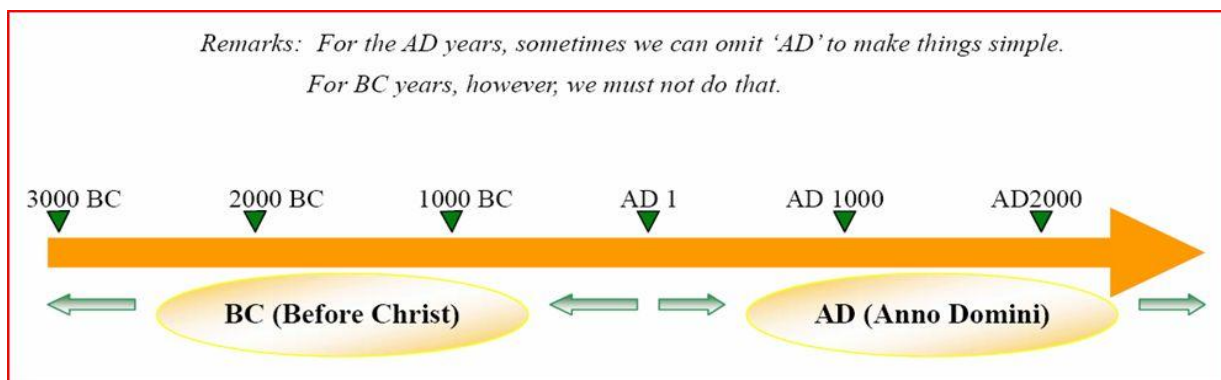 Remarks: For the AD years, sometimes we can omit ‘AD’ to make things simple.
For BC years, however, we must not do that.
3000 BC 2000 BC 1000 BC AD 1 AD 1000 AD2000
BC (Before Christ) AD (Anno Domini)